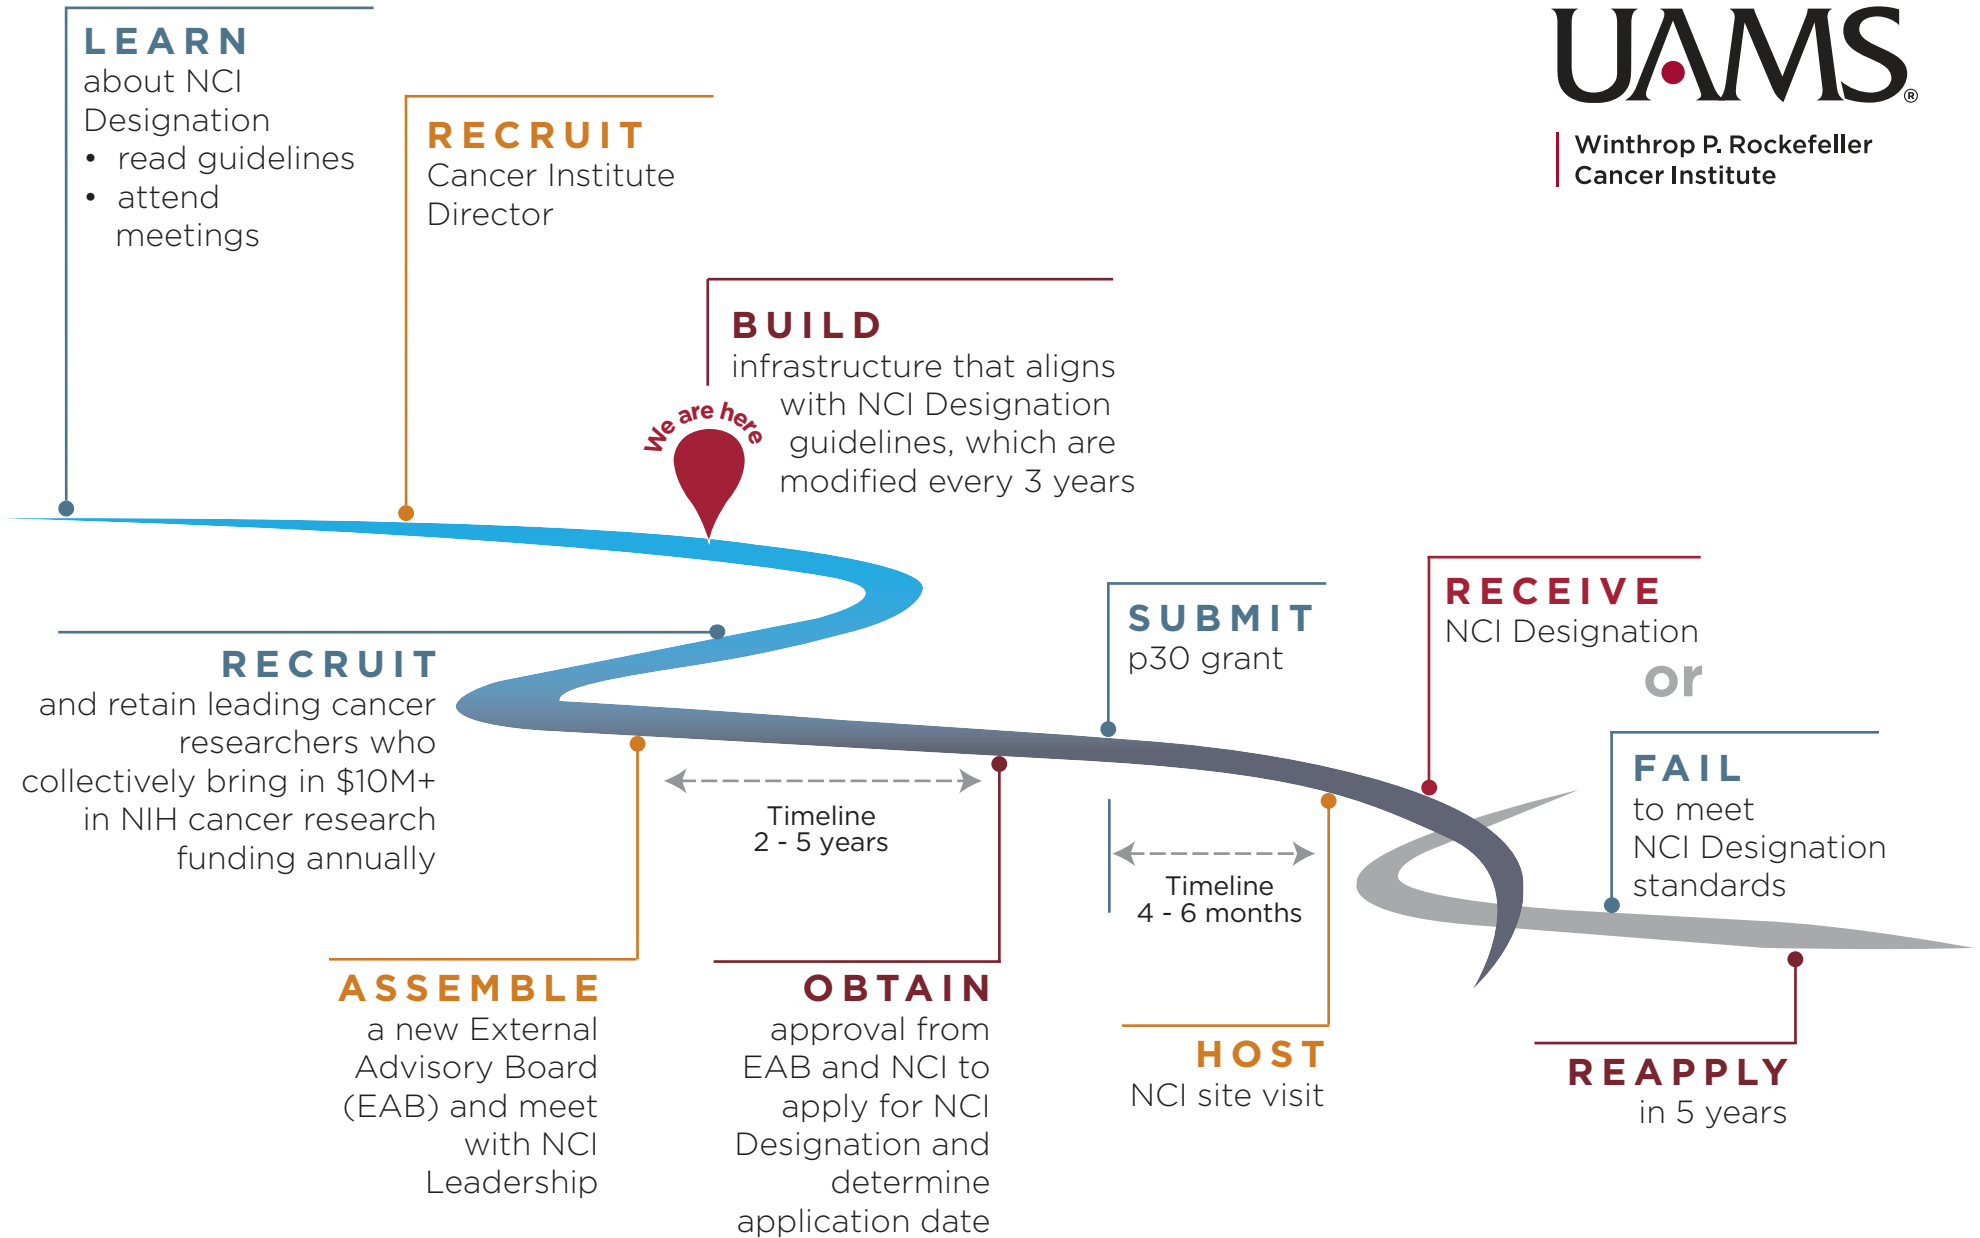 LEARN
about NCI
Designation
• read guidelines
• attend
meetings
RECRUIT
Cancer Institute
Director
UAMS®
Winthrop P. Rockefeller
Cancer Institute
BUILD
infrastructure that aligns
with NCI Designation
guidelines, which are
modified every 3 years
We are here
RECRUIT
and retain leading cancer
researchers who
collectively bring in $10M+
in NIH cancer research
funding annually
ASSEMBLE
a new External
Advisory Board
(EAB) and meet
with NCI
Leadership
Timeline
2 - 5 years
OBTAIN
approval from
EAB and NCI to
apply for NCI
Designation and
determine
application date
SUBMIT
p30 grant
Timeline
4 - 6 months
HOST
NCI site visit
RECEIVE
NCI Designation
or
FAIL
to meet
NCI Designation
standards
REAPPLY
in 5 years